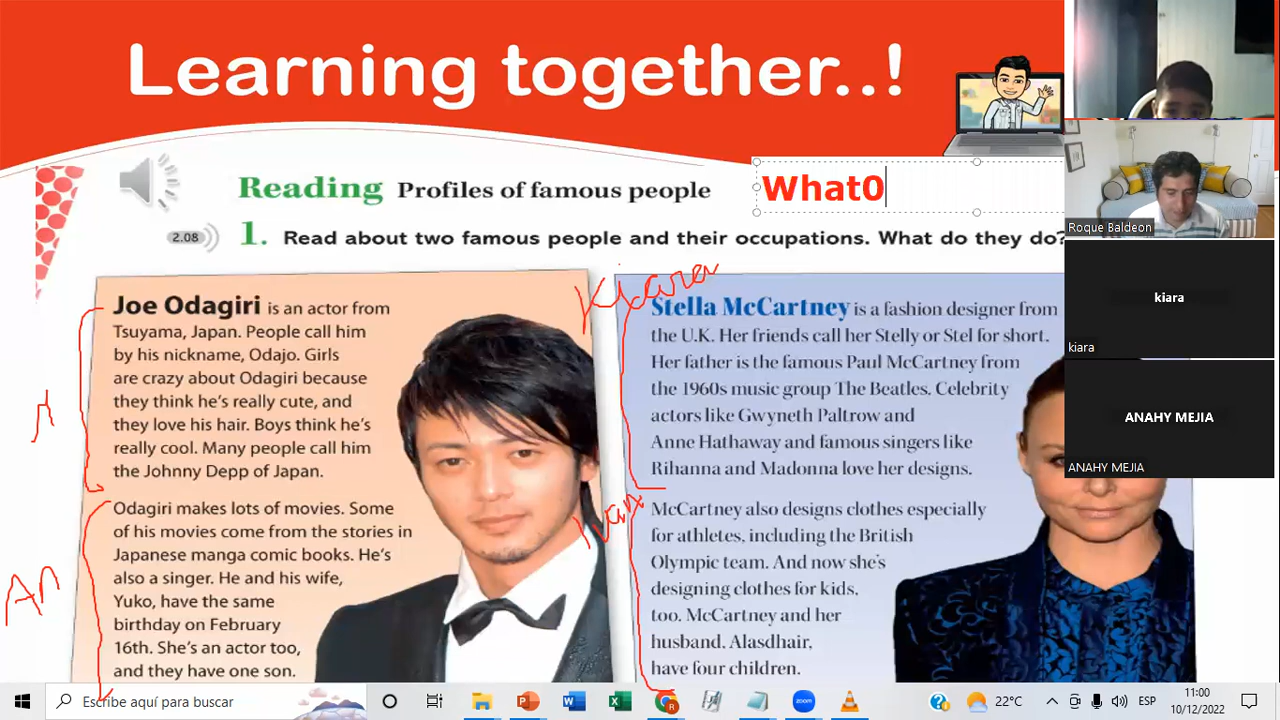 Learning together..!
Reading Profiles of famous people
What0
2.08
1. Read about two famous people and their occupations. What do they do?
Joe Odagiri is an actor from
Tsuyama, Japan. People call him
by his nickname, Odajo. Girls
are crazy about Odagiri because
they think he's really cute, and
they love his hair. Boys think he's
really cool. Many people call him
the Johnny Depp of Japan.
Odagiri makes lots of movies. Some
of his movies come from the stories in
Japanese manga comic books. He's
also a singer. He and his wife,
Yuko, have the same
birthday on February
16th. She's an actor too,
and they have one son.
An
Kiara
Stella McCartney is a fashion designer from
the U.K. Her friends call her Stelly or Stel for short.
Her father is the famous Paul McCartney from
the 1960s music group The Beatles. Celebrity
actors like Gwyneth Paltrow and
Anne Hathaway and famous singers like
Rihanna and Madonna love her designs.
Ivan
McCartney also designs clothes especially
for athletes, including the British
Olympic team. And now she's
designing clothes for kids,
too. McCartney and her
husband, Alasdhair,
have four children.
Roque Baldeon
kiara
kiara
ANAHY MEJIA
ANAHY MEJIA
Escribe aquí para buscar
zoom
22°C
ESP
11:00
10/12/2022